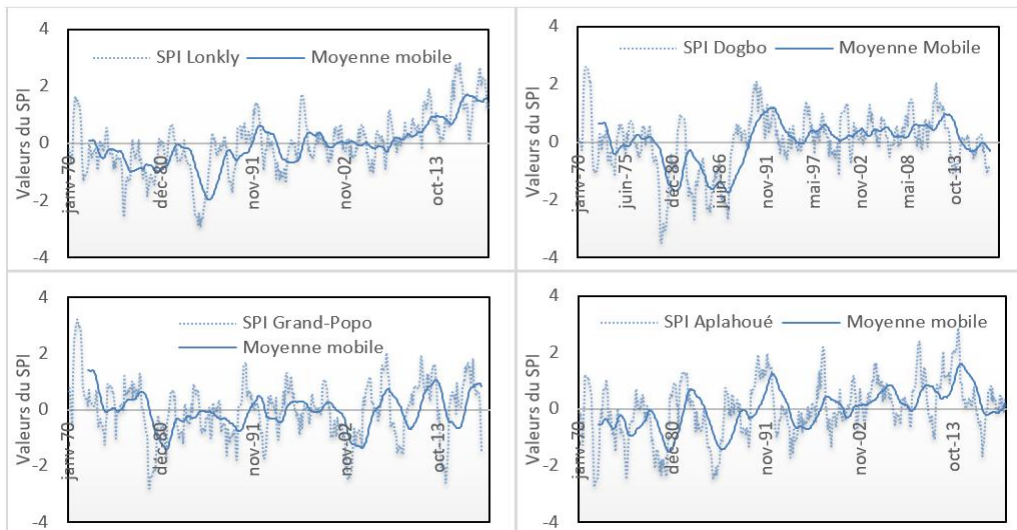 Valeurs du SPI
4
2
0
-2
-4
SPI Lonkly
Moyenne mobile
janv-70
déc-80
nov-91
nov-02
oct-13
Valeurs du SPI
4
2
0
-2
-4
SPI Dogbo
Moyenne Mobile
janv-70
juin-75
déc-80
juin-86
nov-91
mai-97
nov-02
mai-08
oct-13
Valeurs du SPI
4
2
0
-2
-4
SPI Grand-Popo
Moyenne mobile
janv-70
déc-80
nov-91
nov-02
oct-13
Valeurs du SPI
4
2
0
-2
-4
SPI Aplahoué
Moyenne mobile
janv-70
déc-80
nov-91
nov-02
oct-13